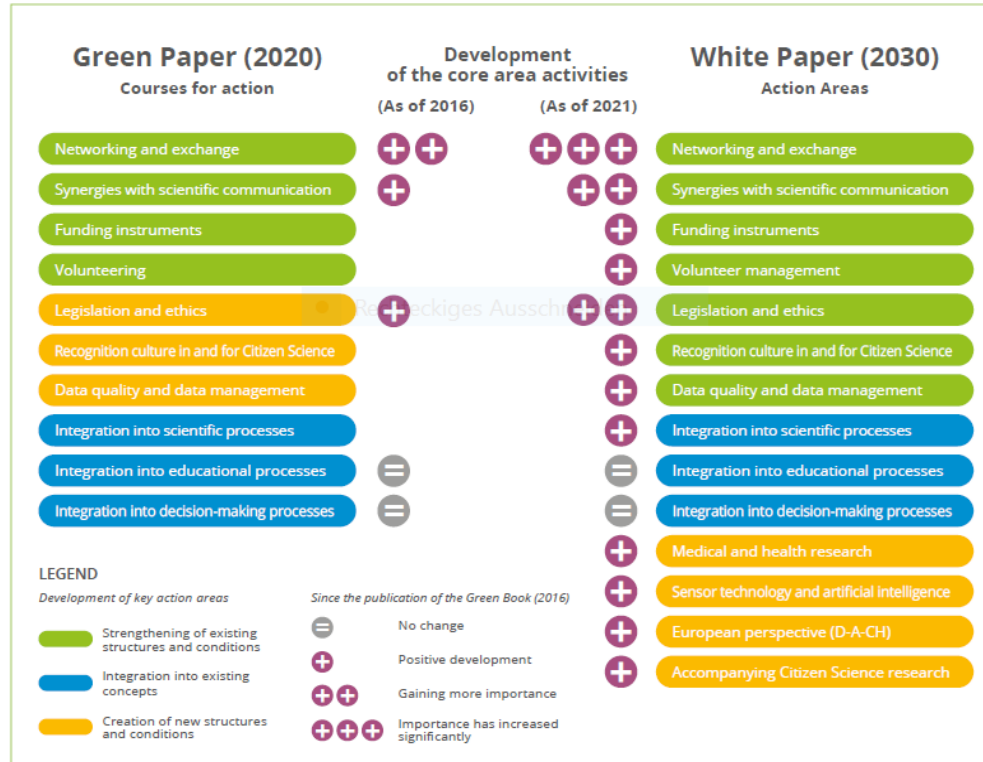 Green Paper (2020)
Courses for action
Development
of the core area activities
(As of 2016)
(As of 2021)
White Paper (2030)
Action Areas
Networking and exchange
Networking and exchange
Synergies with scientific communication
Synergies with scientific communication
Funding instruments
Funding instruments
Volunteering
Volunteer management
Legislation and ethics
Legislation and ethics
Recognition culture in and for Citizen Science
Recognition culture in and for Citizen Science
Data quality and data management
Data quality and data management
Integration into scientific processes
Integration into scientific processes
Integration into educational processes
Integration into educational processes
Integration into decision-making processes
Integration into decision-making processes
Medical and health research
Sensor technology and artificial intelligence
European perspective (D-A-CH)
Accompanying Citizen Science research
LEGEND
Development of key action areas
Strengthening of existing
structures and conditions
Integration into existing
concepts
Creation of new structures
and conditions
Since the publication of the Green Book (2016)
No change
Positive development
Gaining more importance
Importance has increased
significantly